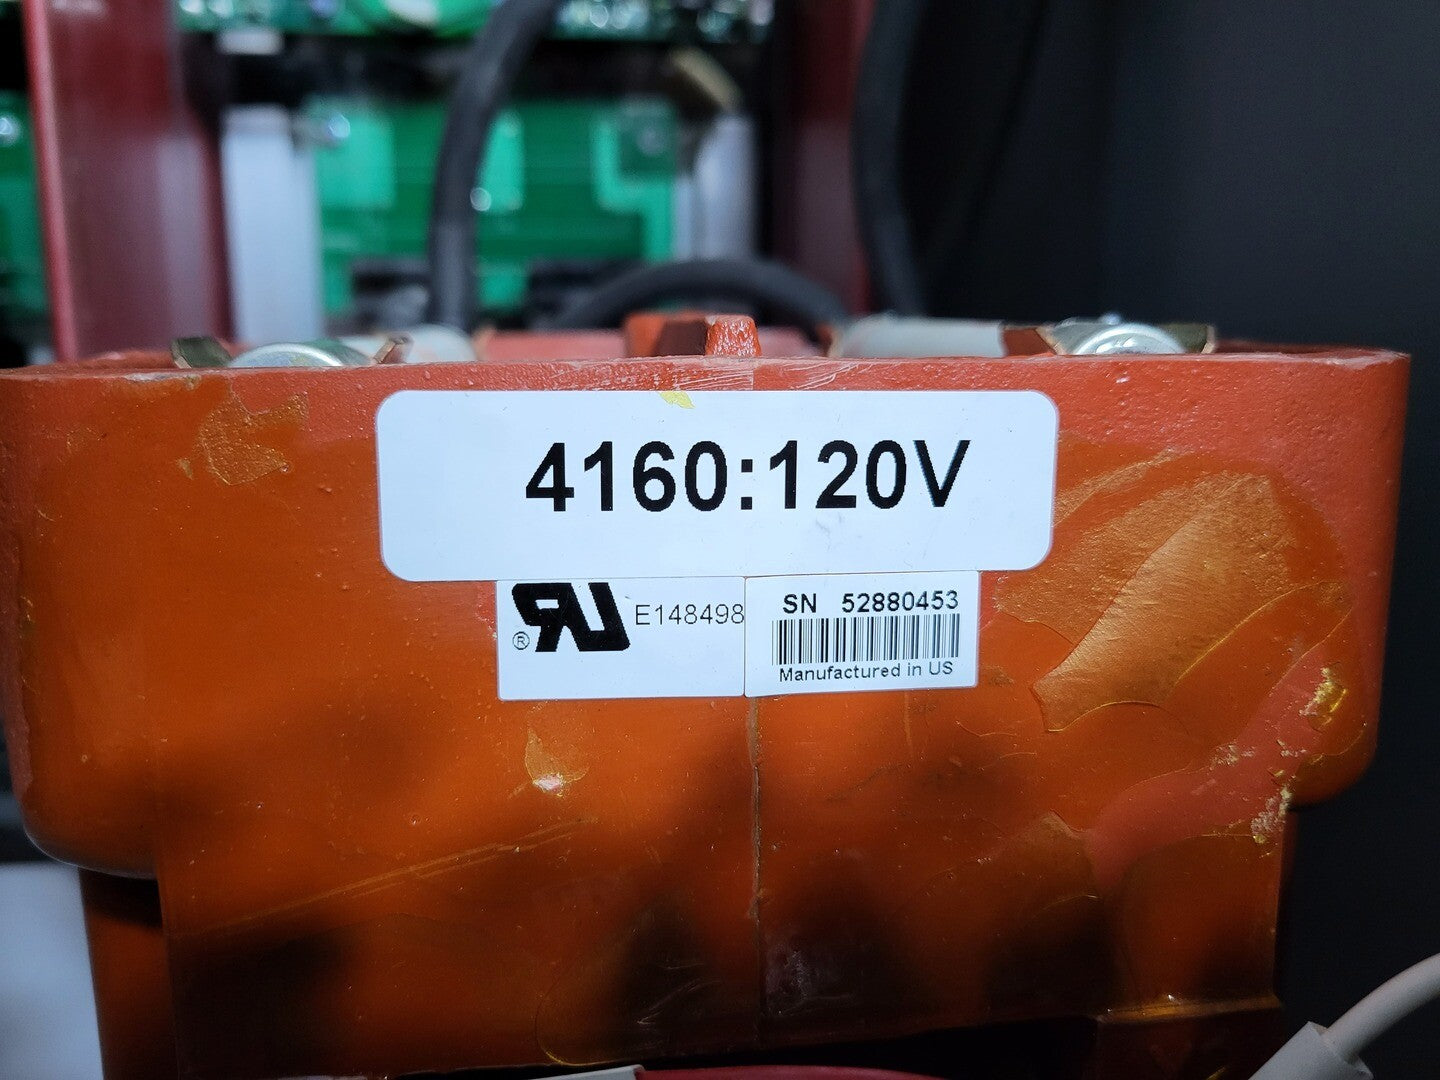 4160:120V
E148498
SN 52880453
Manufactured in US